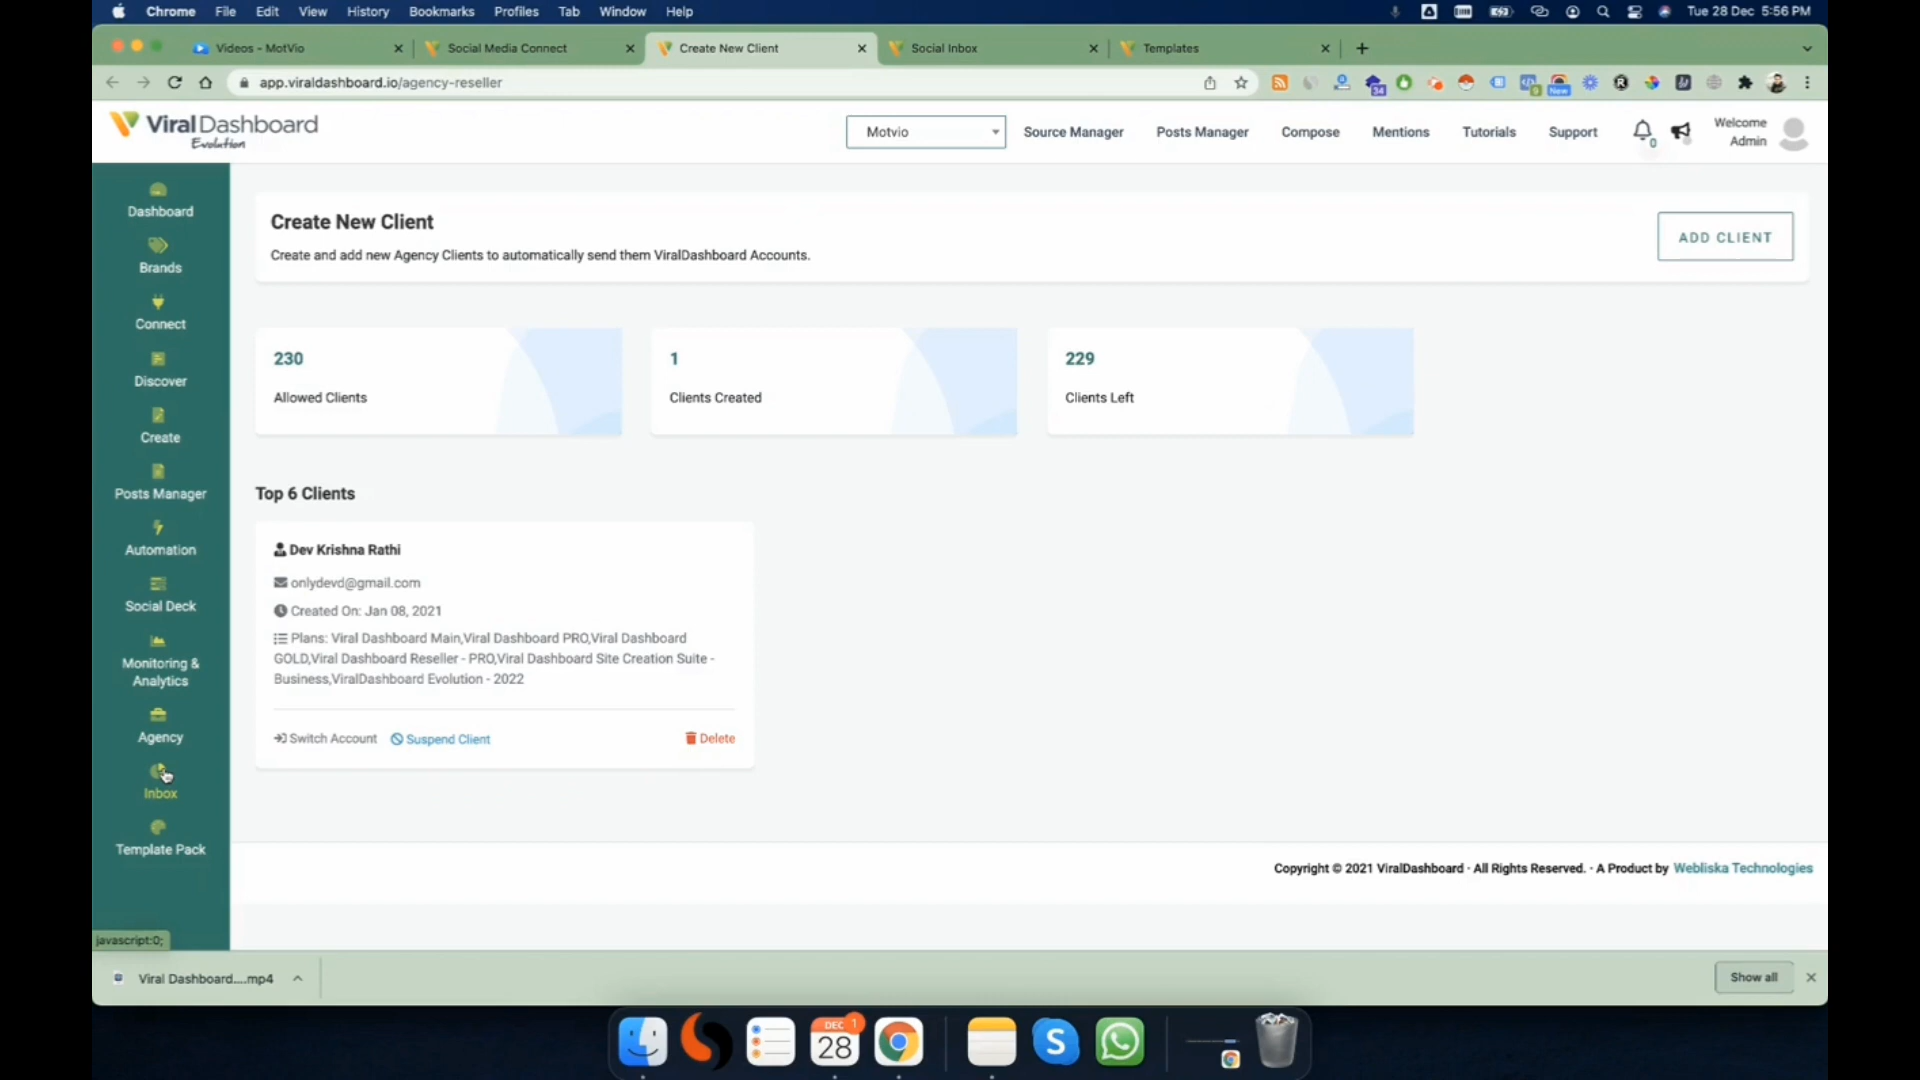 Chrome File Edit View History Bookmarks Profiles Tab Window Help Tue 28 Dec 5:56 PM
Videos - MotVio Social Media Connect Create New Client Social Inbox Templates
app.viraldashboard.io/agency-reseller
34 9 New
ViralDashboard
Evolution
Motvio Source Manager Posts Manager Compose Mentions Tutorials Support 0 Welcome
Admin
Dashboard
Brands
Connect
Discover
Create
Posts Manager
Automation
Social Deck
Monitoring &
Analytics
Agency
Inbox
Template Pack
Create New Client
Create and add new Agency Clients to automatically send them ViralDashboard Accounts.
ADD CLIENT
230
Allowed Clients
1
Clients Created
229
Clients Left
Top 6 Clients
Dev Krishna Rathi
onlydevd@gmail.com
Created On: Jan 08, 2021
Plans: Viral Dashboard Main,Viral Dashboard PRO,Viral Dashboard
GOLD,Viral Dashboard Reseller - PRO,Viral Dashboard Site Creation Suite -
Business,ViralDashboard Evolution - 2022
Switch Account Suspend Client Delete
Copyright © 2021 ViralDashboard · All Rights Reserved. · A Product by Webliska Technologies
javascript:0;
Viral Dashboard....mp4 Show all
DEC 1
28